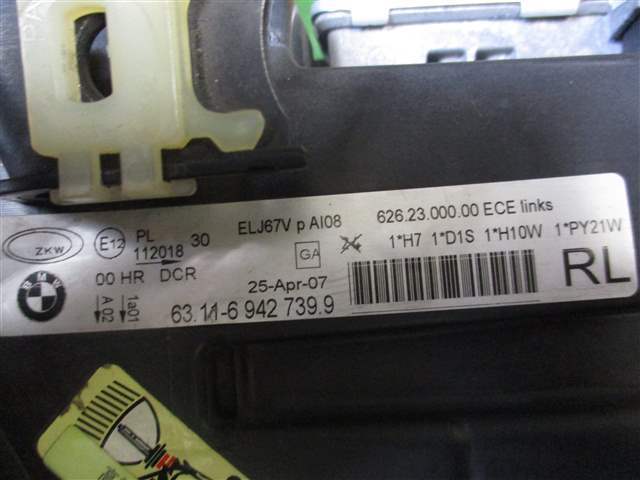 ZKW
E12
PL 30
112018
ELJ67V p AI08
626.23.000.00 ECE links
GA
1*H7 1*D1S 1*H10W 1*PY21W
00 HR DCR
25-Apr-07
RL
BMW
A 02
1a01
63.11-6 942 739.9